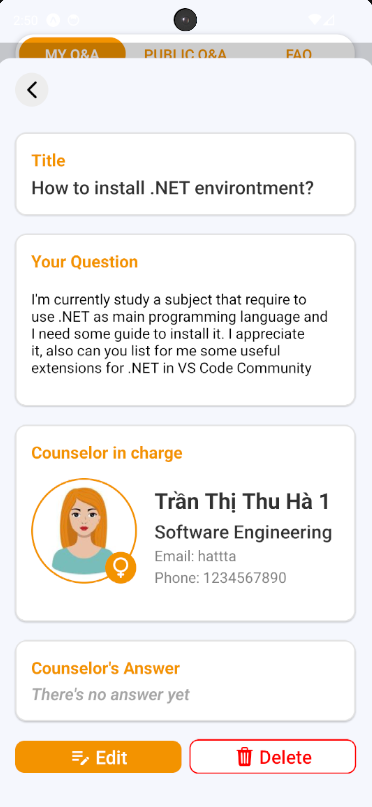 2:50
MY Q&A PUBLIC Q&A FAQ
Title
How to install .NET environtment?
Your Question
I'm currently study a subject that require to
use .NET as main programming language and
I need some guide to install it. I appreciate
it, also can you list for me some useful
extensions for .NET in VS Code Community
Counselor in charge
Trần Thị Thu Hà 1
Software Engineering
Email: hattta
Phone: 1234567890
Counselor's Answer
There's no answer yet
Edit Delete